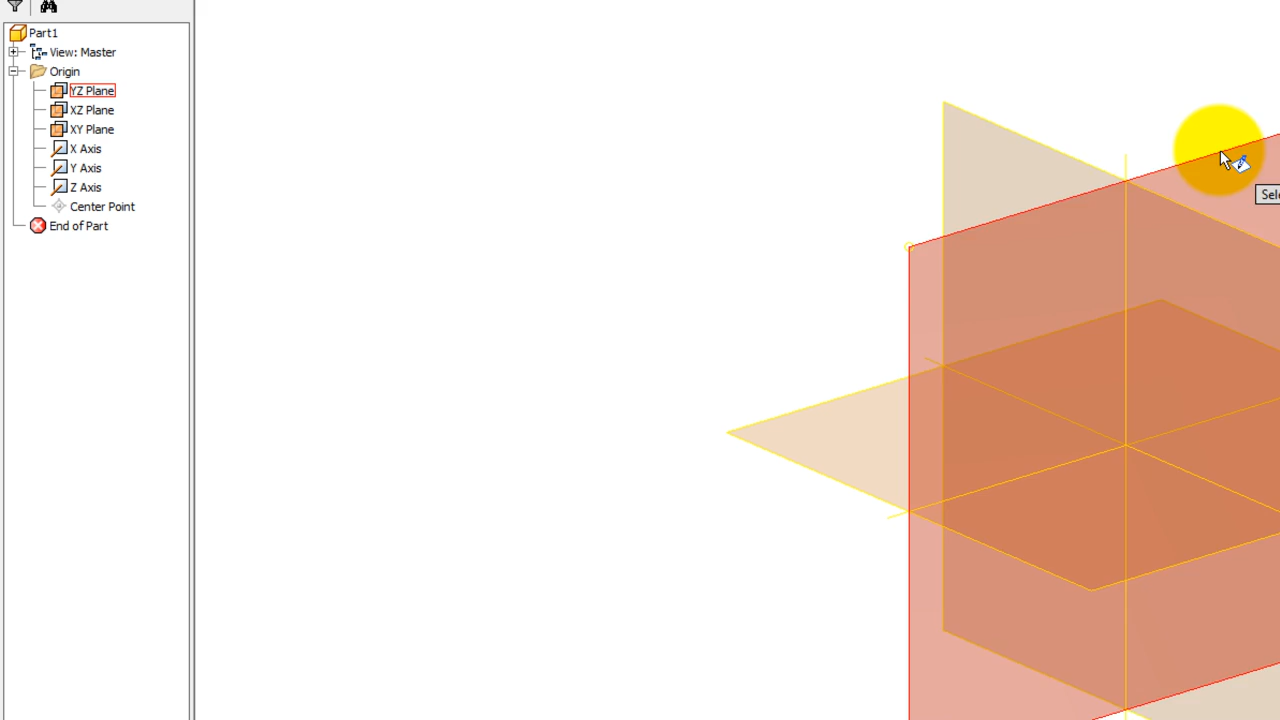 Part1
View: Master
Origin
YZ Plane
XZ Plane
XY Plane
X Axis
Y Axis
Z Axis
Center Point
End of Part